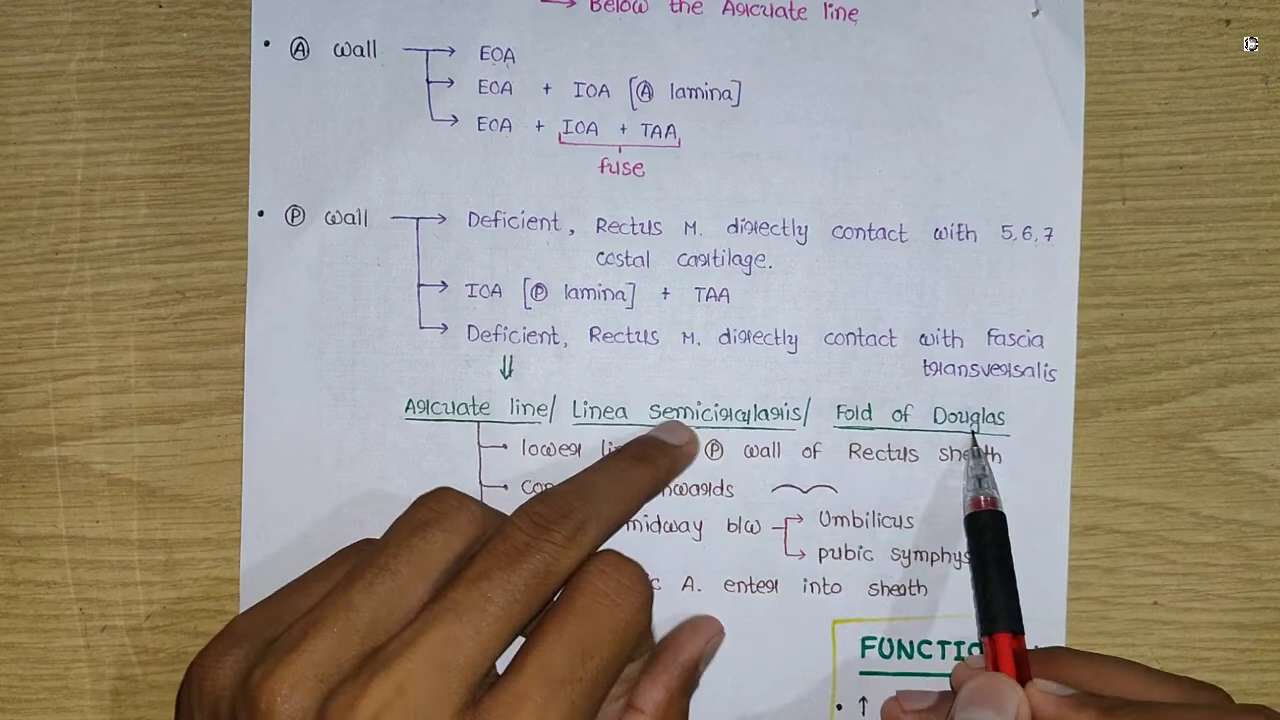 → Below the Arcuate line
• Ⓐ wall → EOA
→ EOA + IOA [Ⓐ lamina]
→ EOA + IOA + TAA
fuse
• Ⓟ wall → Deficient, Rectus M. directly contact with 5,6,7
costal cartilage.
→ IOA [Ⓟ lamina] + TAA
→ Deficient, Rectus M. directly contact with Fascia
transversalis
⇓
Arcuate line/ Linea Semicircularis/ Fold of Douglas
→ lower Ⓟ wall of Rectus sheath
→
midway b/w → Umbilicus
→ pubic
A. enter into sheath
• ↑